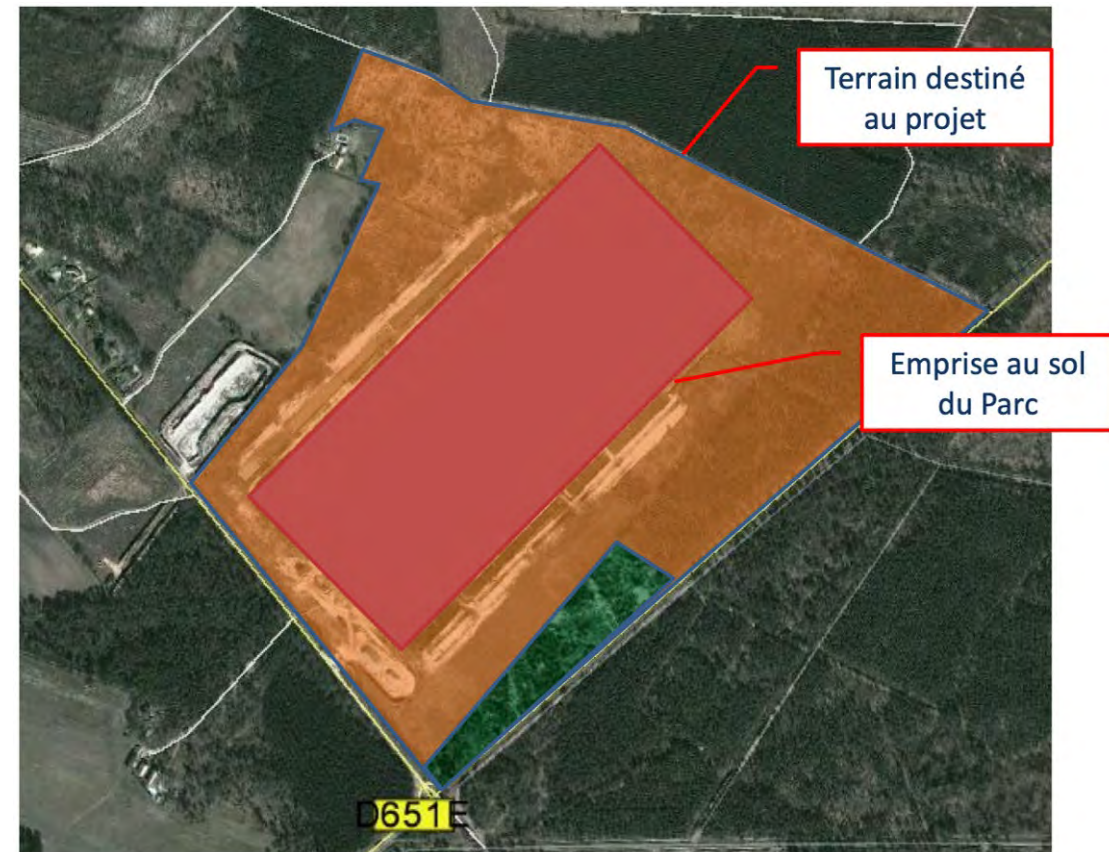 Terrain destiné
au projet
Emprise au sol
du Parc
D651E